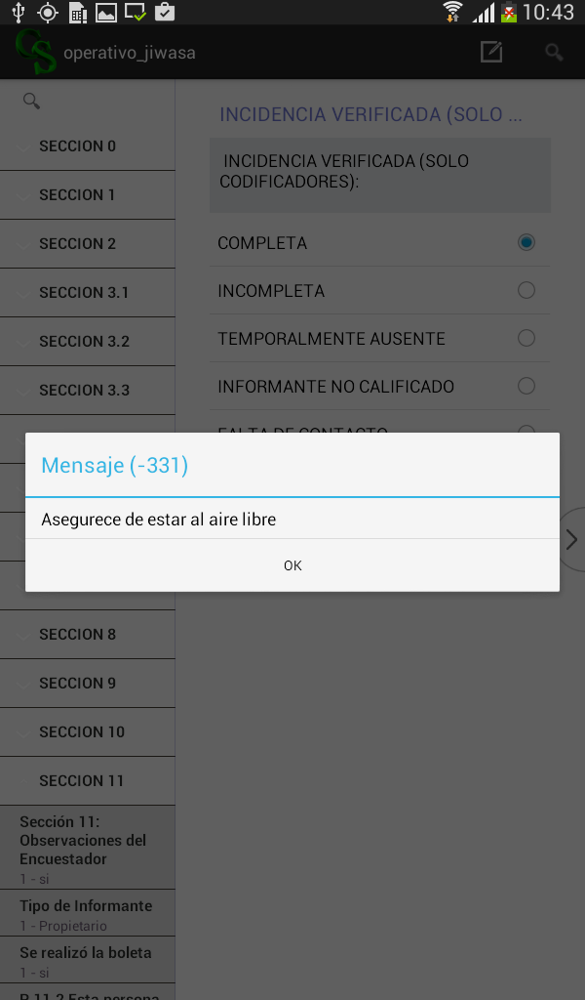 10:43
CS operativo_jiwasa
SECCION 0
SECCION 1
SECCION 2
SECCION 3.1
SECCION 3.2
SECCION 3.3
INCIDENCIA VERIFICADA (SOLO ...
INCIDENCIA VERIFICADA (SOLO
CODIFICADORES):
COMPLETA
INCOMPLETA
TEMPORALMENTE AUSENTE
INFORMANTE NO CALIFICADO
FALTA DE CONTACTO
Mensaje (-331)
Asegurece de estar al aire libre
OK
SECCION 8
SECCION 9
SECCION 10
SECCION 11
Sección 11:
Observaciones del
Encuestador
1 - si
Tipo de Informante
1 - Propietario
Se realizó la boleta
1 - si
P 11.2 Esta persona